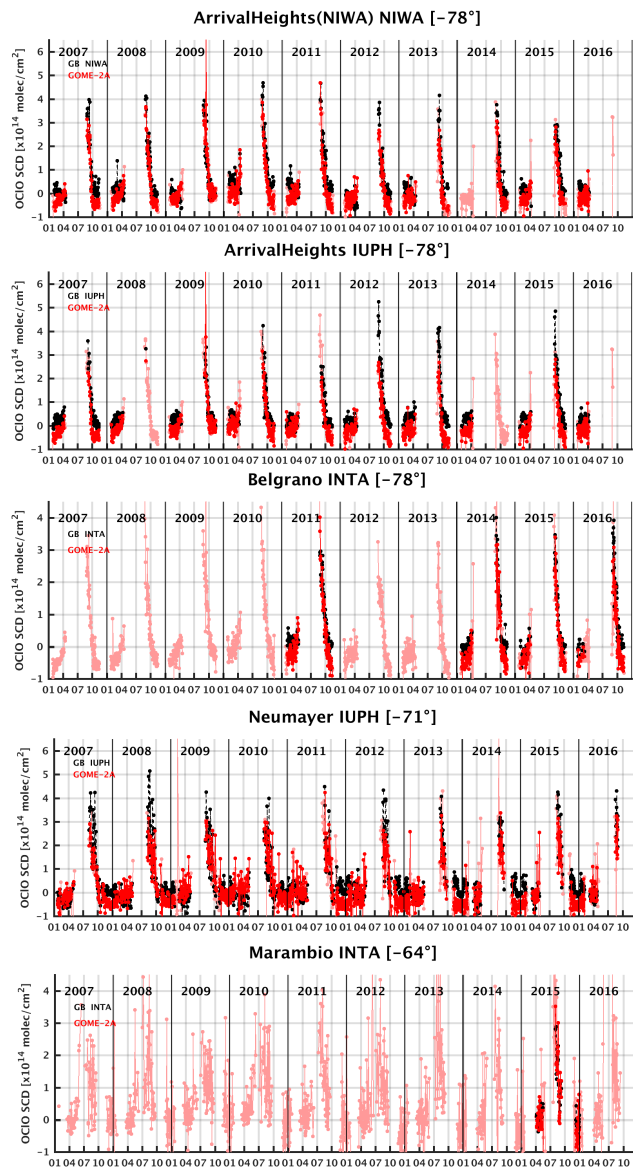 ArrivalHeights(NIWA) NIWA [−78°]
OClO SCD [x10¹⁴ molec/cm²]
6
5
4
3
2
1
0
−1
2007 2008 2009 2010 2011 2012 2013 2014 2015 2016
GB NIWA
GOME−2A
01 04 07 10 01 04 07 10 01 04 07 10 01 04 07 10 01 04 07 10 01 04 07 10 01 04 07 10 01 04 07 10 01 04 07 10 01 04 07 10
ArrivalHeights IUPH [−78°]
OClO SCD [x10¹⁴ molec/cm²]
6
5
4
3
2
1
0
−1
2007 2008 2009 2010 2011 2012 2013 2014 2015 2016
GB IUPH
GOME−2A
01 04 07 10 01 04 07 10 01 04 07 10 01 04 07 10 01 04 07 10 01 04 07 10 01 04 07 10 01 04 07 10 01 04 07 10 01 04 07 10
Belgrano INTA [−78°]
OClO SCD [x10¹⁴ molec/cm²]
4
3
2
1
0
−1
2007 2008 2009 2010 2011 2012 2013 2014 2015 2016
GB INTA
GOME−2A
01 04 07 10 01 04 07 10 01 04 07 10 01 04 07 10 01 04 07 10 01 04 07 10 01 04 07 10 01 04 07 10 01 04 07 10 01 04 07 10
Neumayer IUPH [−71°]
OClO SCD [x10¹⁴ molec/cm²]
6
5
4
3
2
1
0
−1
2007 2008 2009 2010 2011 2012 2013 2014 2015 2016
GB IUPH
GOME−2A
01 04 07 10 01 04 07 10 01 04 07 10 01 04 07 10 01 04 07 10 01 04 07 10 01 04 07 10 01 04 07 10 01 04 07 10 01 04 07 10
Marambio INTA [−64°]
OClO SCD [x10¹⁴ molec/cm²]
4
3
2
1
0
−1
2007 2008 2009 2010 2011 2012 2013 2014 2015 2016
GB INTA
GOME−2A
01 04 07 10 01 04 07 10 01 04 07 10 01 04 07 10 01 04 07 10 01 04 07 10 01 04 07 10 01 04 07 10 01 04 07 10 01 04 07 10